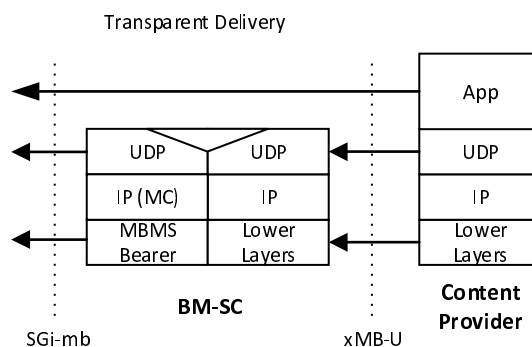 Transparent Delivery
App
UDP UDP UDP
IP (MC) IP IP
MBMS Bearer Lower Layers Lower Layers
BM-SC
Content Provider
SGi-mb xMB-U